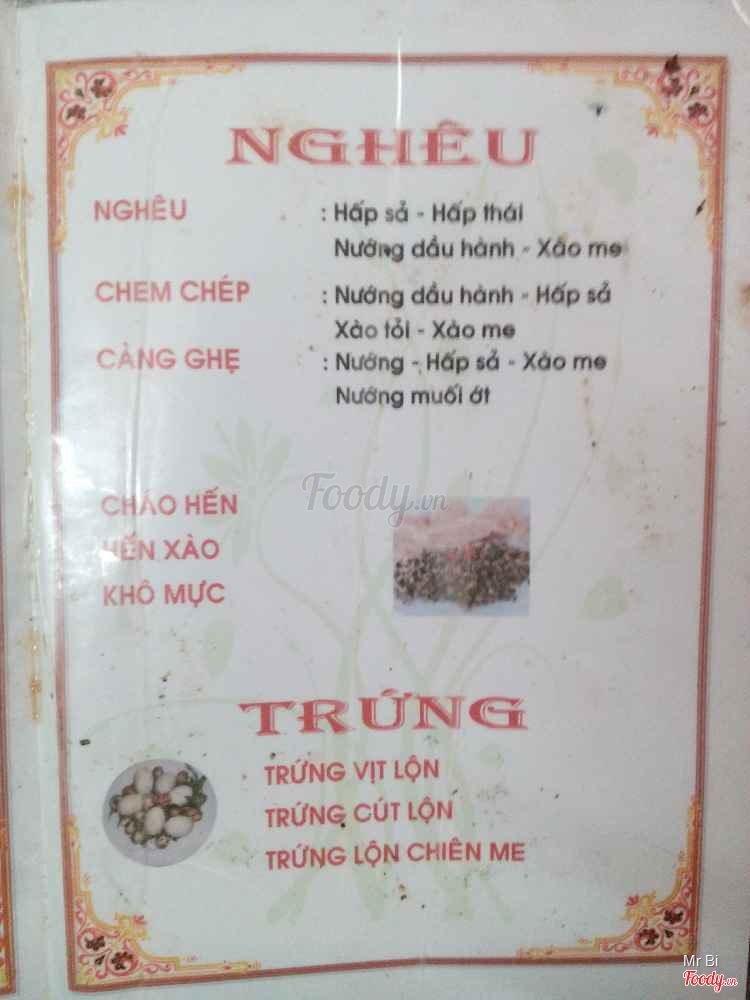 NGHÊU
NGHÊU : Hấp sả - Hấp thái
Nướng dầu hành - Xào me
CHEM CHÉP : Nướng dầu hành - Hấp sả
Xào tỏi - Xào me
CÀNG GHẸ : Nướng - Hấp sả - Xào me
Nướng muối ớt
Foody.vn
CHÁO HẾN
HẾN XÀO
KHÔ MỰC
TRỨNG
TRỨNG VỊT LỘN
TRỨNG CÚT LỘN
TRỨNG LỘN CHIÊN ME
Mr Bi
Foody.vn